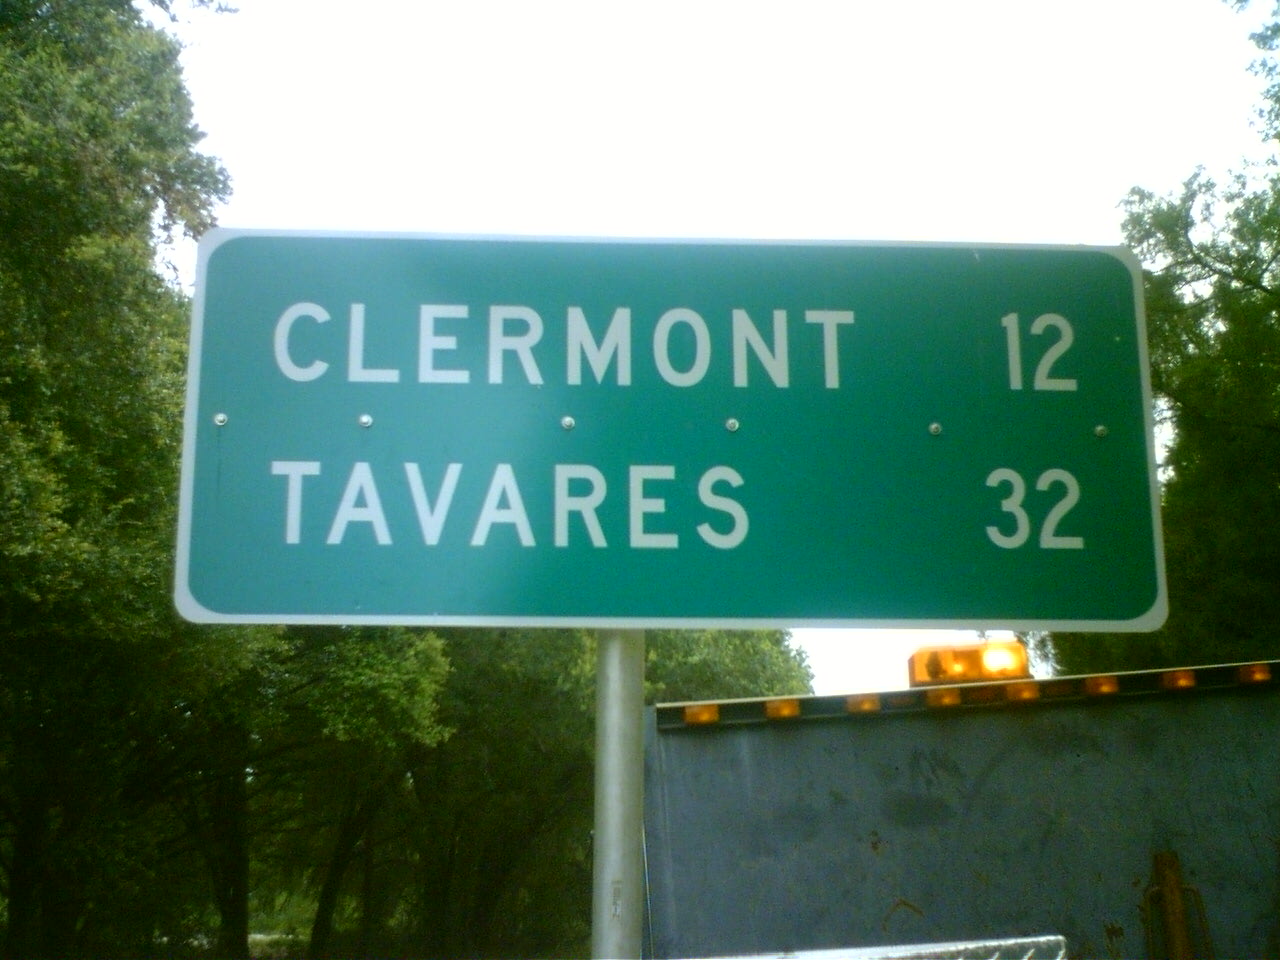 CLERMONT 12
TAVARES 32